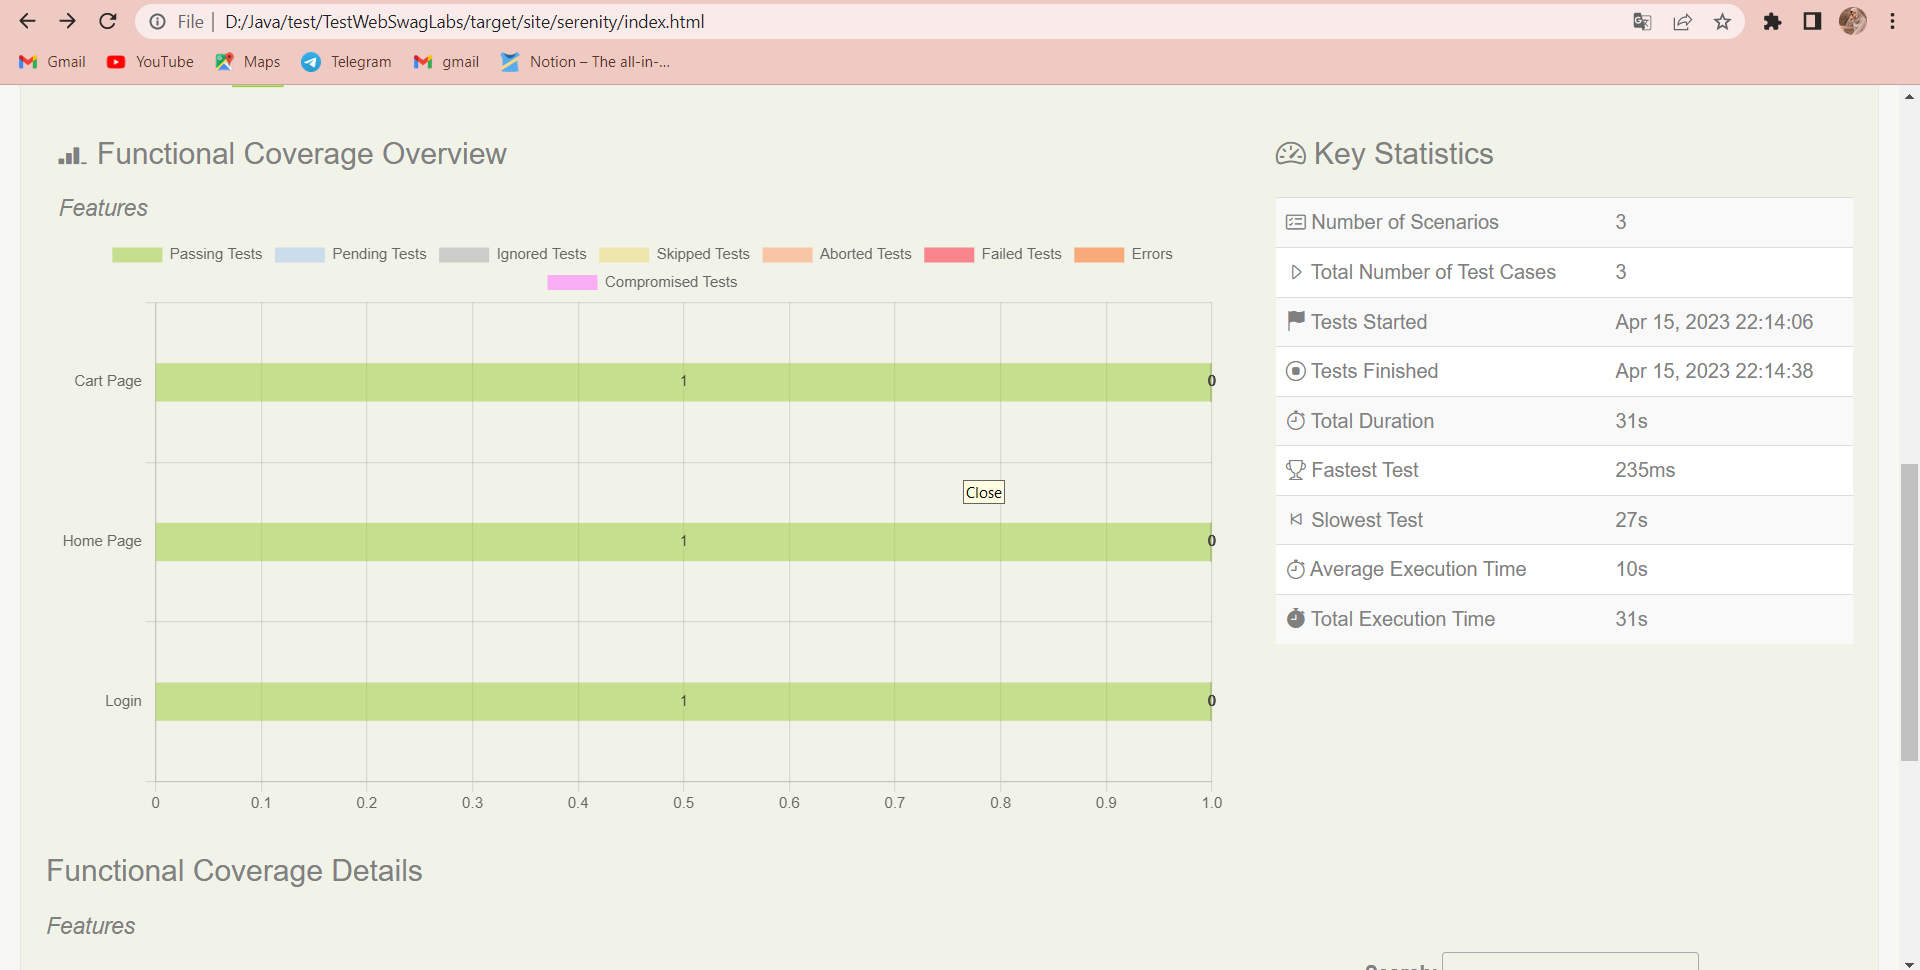 File | D:/Java/test/TestWebSwagLabs/target/site/serenity/index.html
Gmail YouTube Maps Telegram gmail Notion – The all-in-...
Functional Coverage Overview
Features
Passing Tests Pending Tests Ignored Tests Skipped Tests Aborted Tests Failed Tests Errors
Compromised Tests
Cart Page 1 0
Close
Home Page 1 0
Login 1 0
0 0.1 0.2 0.3 0.4 0.5 0.6 0.7 0.8 0.9 1.0
Key Statistics
Number of Scenarios 3
Total Number of Test Cases 3
Tests Started Apr 15, 2023 22:14:06
Tests Finished Apr 15, 2023 22:14:38
Total Duration 31s
Fastest Test 235ms
Slowest Test 27s
Average Execution Time 10s
Total Execution Time 31s
Functional Coverage Details
Features